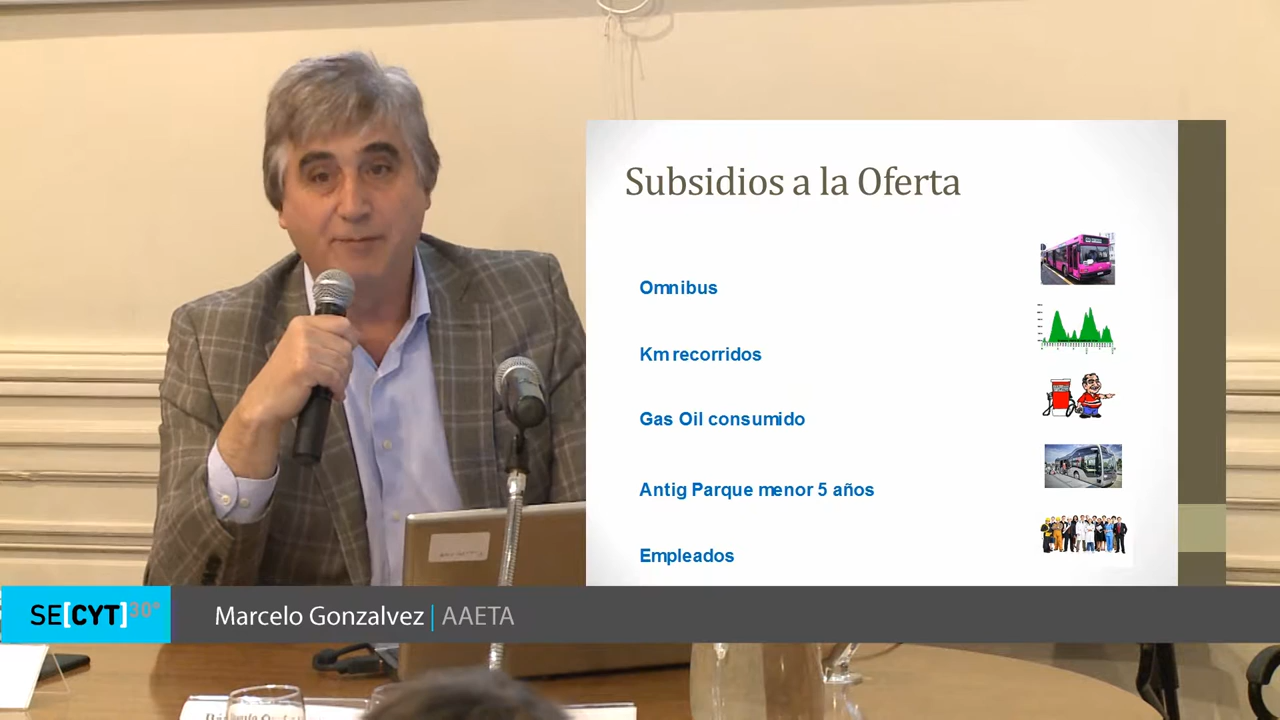 Subsidios a la Oferta
Omnibus
Km recorridos
Gas Oil consumido
Antig Parque menor 5 años
Empleados
SE[CYT]30°
Marcelo Gonzalvez | AAETA